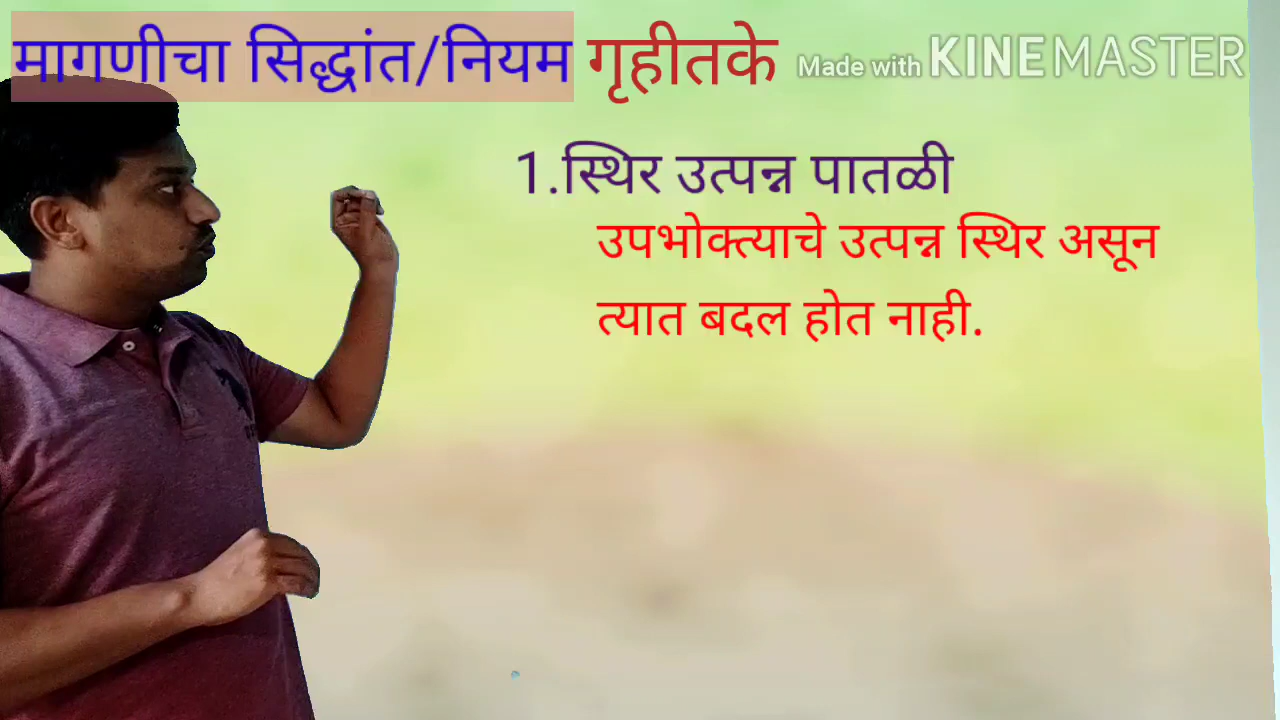 मागणीचा सिद्धांत/नियम गृहीतके Made with KINEMASTER
1.स्थिर उत्पन्न पातळी
उपभोक्त्याचे उत्पन्न स्थिर असून
त्यात बदल होत नाही.